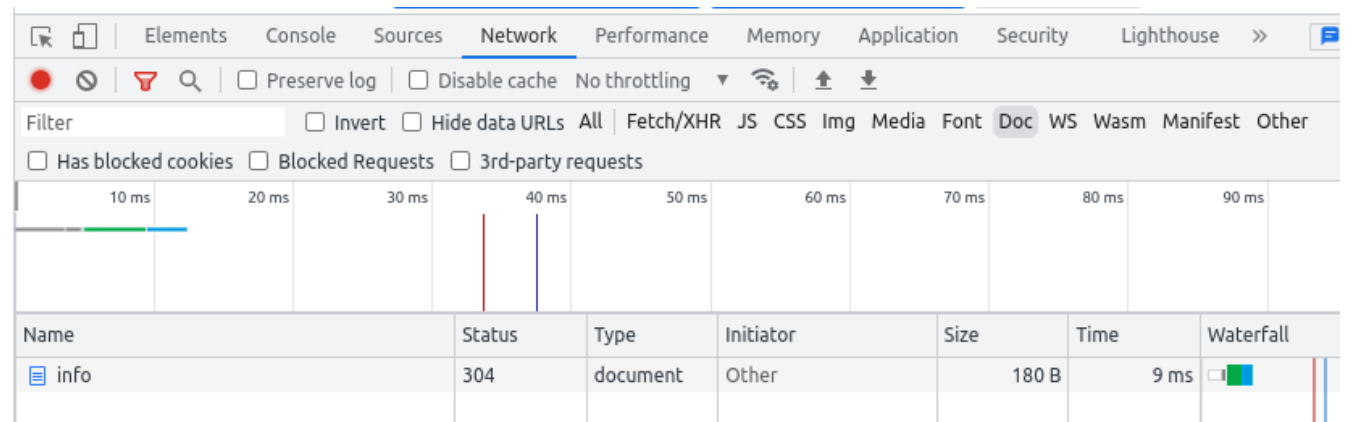 Elements Console Sources Network Performance Memory Application Security Lighthouse »
Preserve log Disable cache No throttling
Filter Invert Hide data URLs All Fetch/XHR JS CSS Img Media Font Doc WS Wasm Manifest Other
Has blocked cookies Blocked Requests 3rd-party requests
10 ms 20 ms 30 ms 40 ms 50 ms 60 ms 70 ms 80 ms 90 ms
Name Status Type Initiator Size Time Waterfall
info 304 document Other 180 B 9 ms